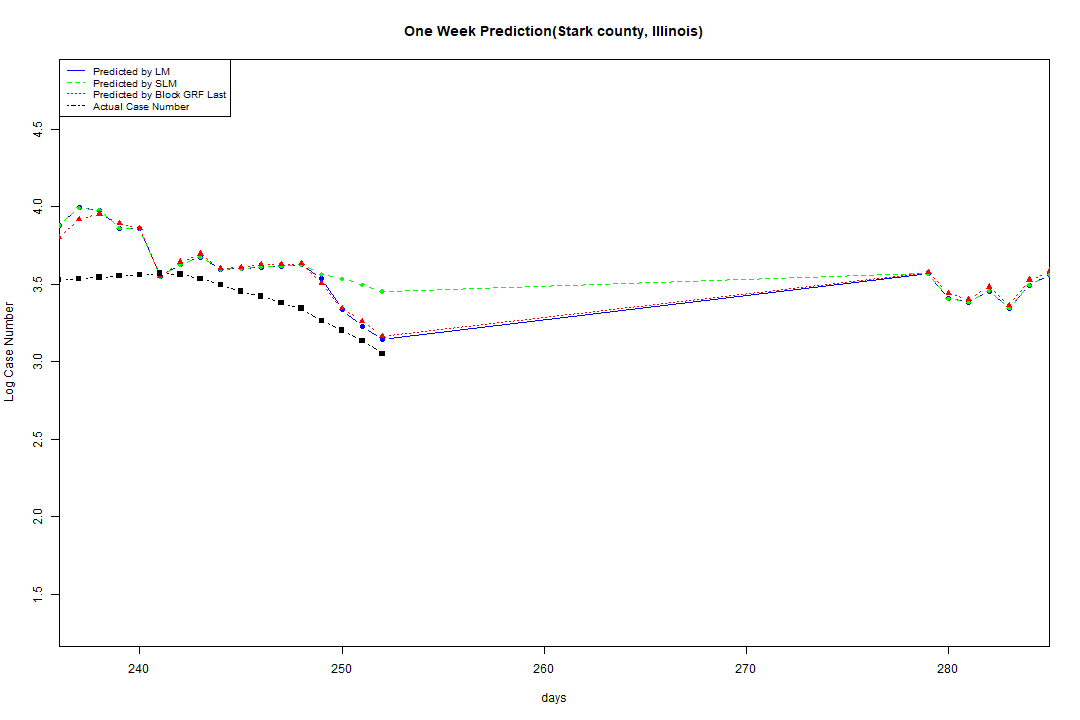 One Week Prediction(Stark county, Illinois)
Predicted by LM
Predicted by SLM
Predicted by Block GRF Last
Actual Case Number
Log Case Number
4.5
4.0
3.5
3.0
2.5
2.0
1.5
240
250
260
270
280
days